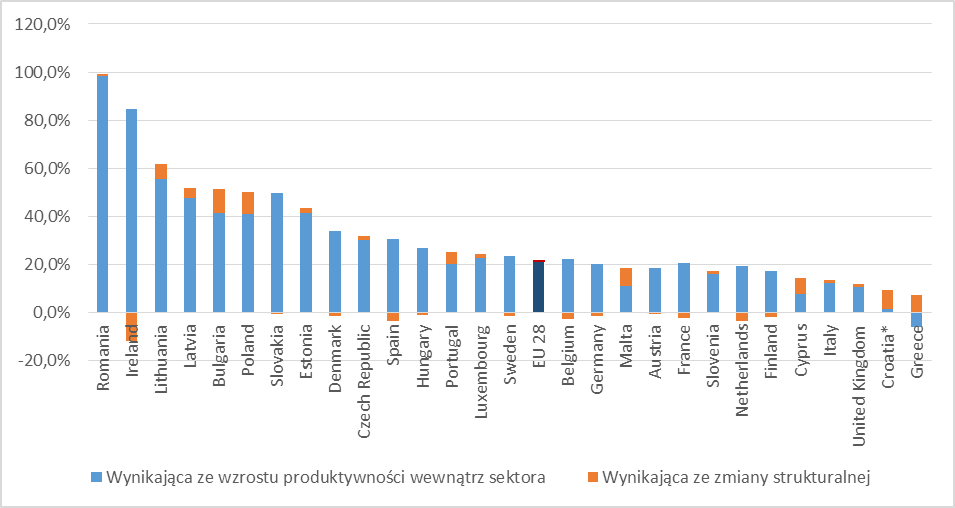 120,0%
100,0%
80,0%
60,0%
40,0%
20,0%
0,0%
-20,0%
Romania
Ireland
Lithuania
Latvia
Bulgaria
Poland
Slovakia
Estonia
Denmark
Czech Republic
Spain
Hungary
Portugal
Luxembourg
Sweden
EU 28
Belgium
Germany
Malta
Austria
France
Slovenia
Netherlands
Finland
Cyprus
Italy
United Kingdom
Croatia*
Greece
Wynikająca ze wzrostu produktywności wewnątrz sektora
Wynikająca ze zmiany strukturalnej